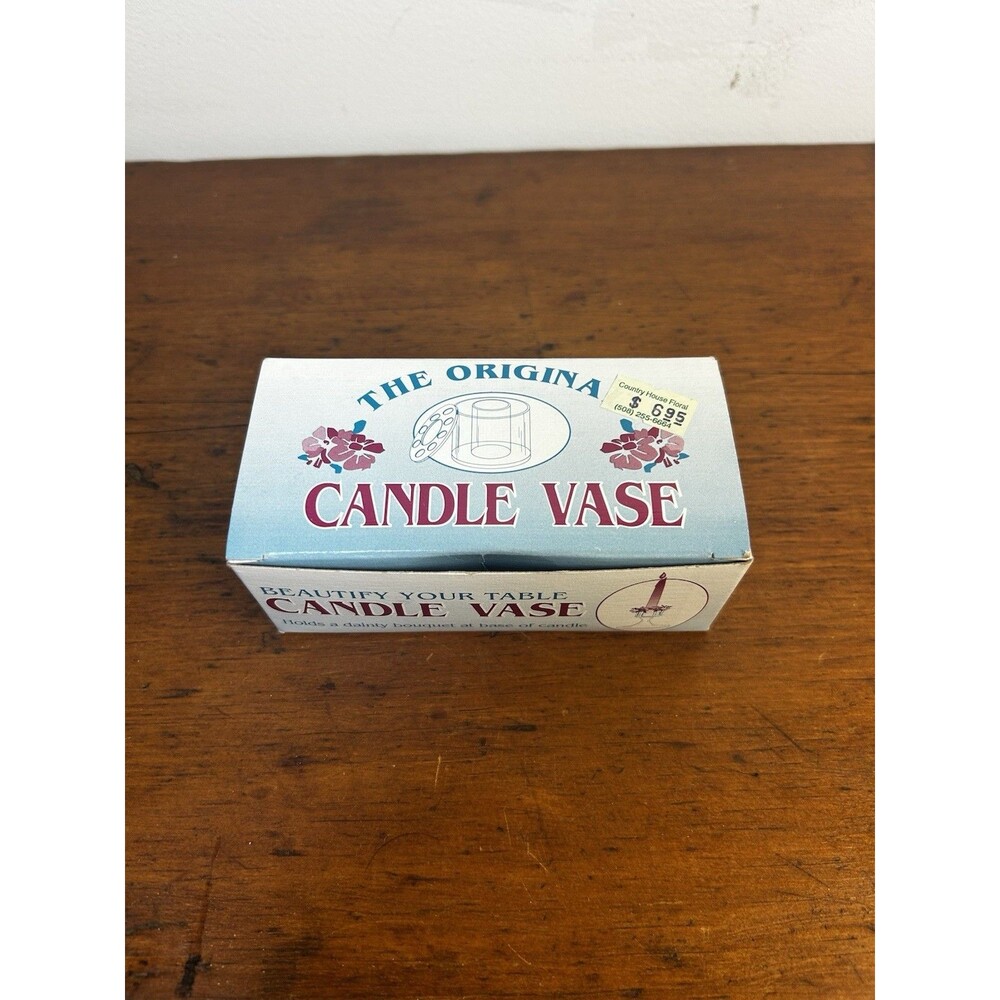 THE ORIGINA
Country House Floral
$ 6.95
(508) 255-6664
CANDLE VASE
BEAUTIFY YOUR TABLE
CANDLE VASE
Holds a dainty bouquet at base of candle